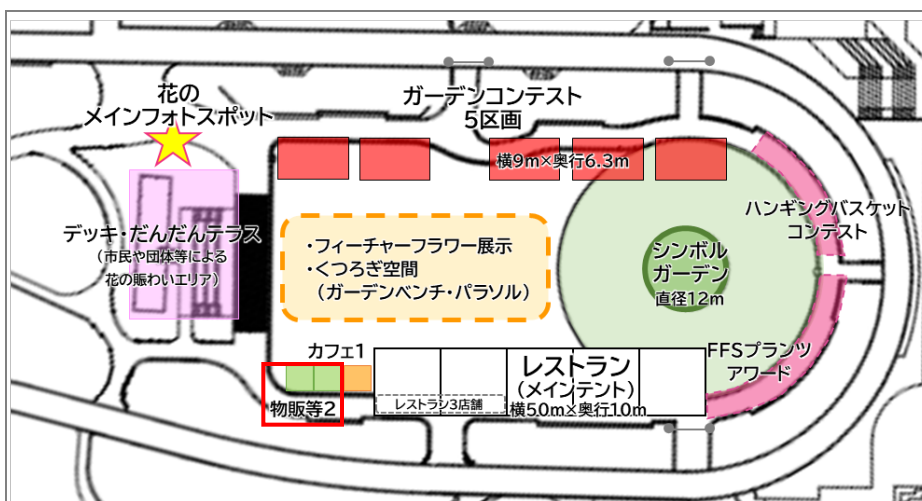 花の
メインフォトスポット
ガーデンコンテスト
5区画
横9m×奥行6.3m
ハンギングバスケット
コンテスト
デッキ・だんだんテラス
(市民や団体等による
花の賑わいエリア)
・フィーチャーフラワー展示
・くつろぎ空間
(ガーデンベンチ・パラソル)
シンボル
ガーデン
直径12m
カフェ1
物販等2
レストラン
(メインテント)
横50m×奥行10m
レストラン3店舗
FFSプランツ
アワード